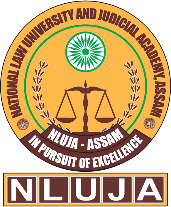 NATIONAL LAW UNIVERSITY AND JUDICIAL ACADEMY, ASSAM
NLUJA - ASSAM
IN PURSUIT OF EXCELLENCE
NLUJA